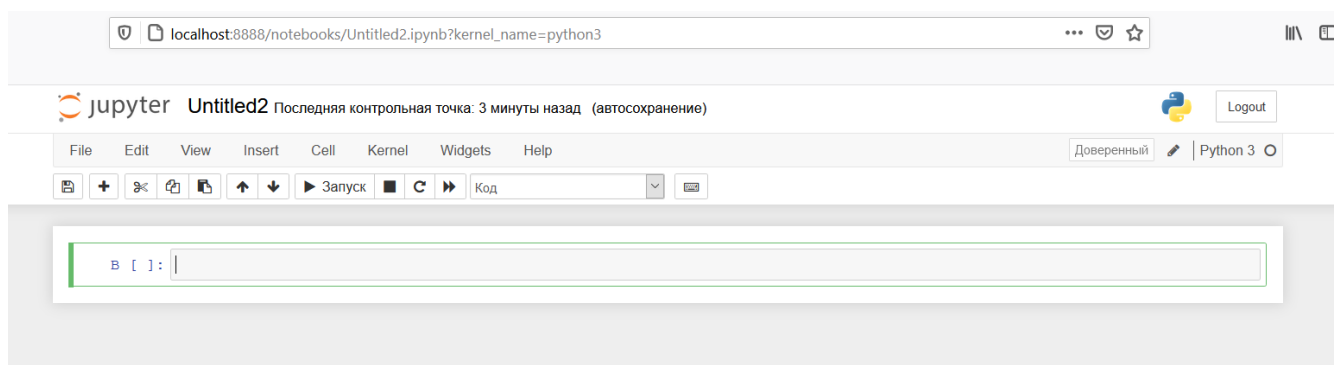 localhost:8888/notebooks/Untitled2.ipynb?kernel_name=python3
jupyter Untitled2 Последняя контрольная точка: 3 минуты назад (автосохранение) Logout
File Edit View Insert Cell Kernel Widgets Help Доверенный Python 3
Запуск Код
В [ ]: